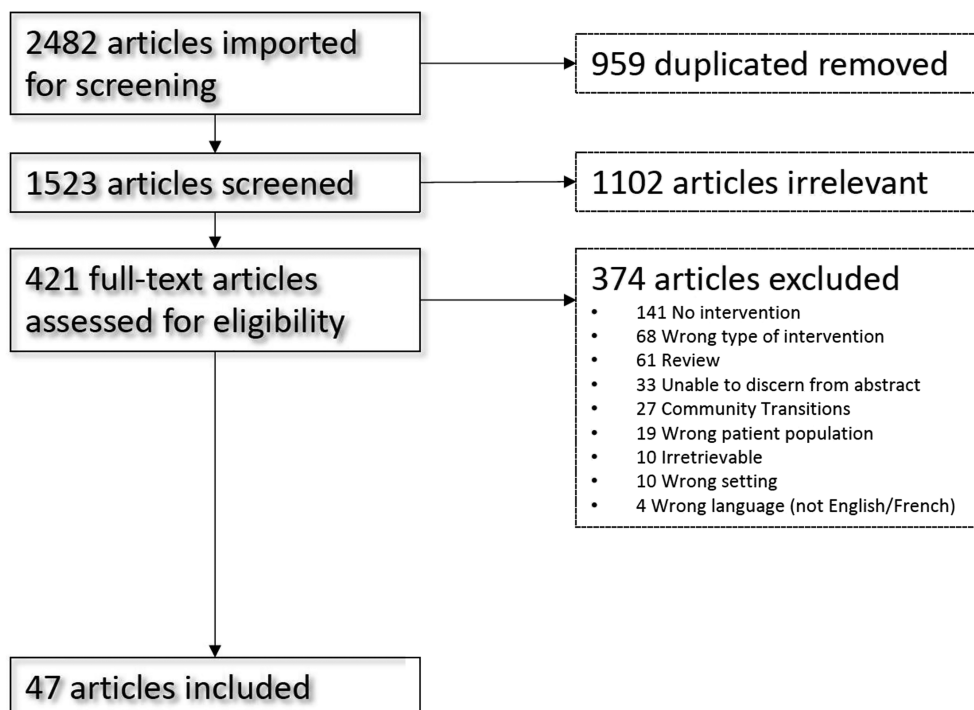 2482 articles imported
for screening
959 duplicated removed
1523 articles screened
1102 articles irrelevant
421 full-text articles
assessed for eligibility
374 articles excluded
• 141 No intervention
• 68 Wrong type of intervention
• 61 Review
• 33 Unable to discern from abstract
• 27 Community Transitions
• 19 Wrong patient population
• 10 Irretrievable
• 10 Wrong setting
• 4 Wrong language (not English/French)
47 articles included